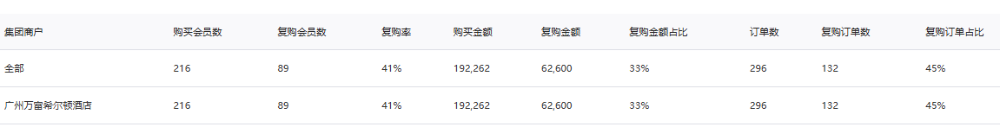 集团商户 购买会员数 复购会员数 复购率 购买金额 复购金额 复购金额占比 订单数 复购订单数 复购订单占比
全部 216 89 41% 192,262 62,600 33% 296 132 45%
广州万富希尔顿酒店 216 89 41% 192,262 62,600 33% 296 132 45%